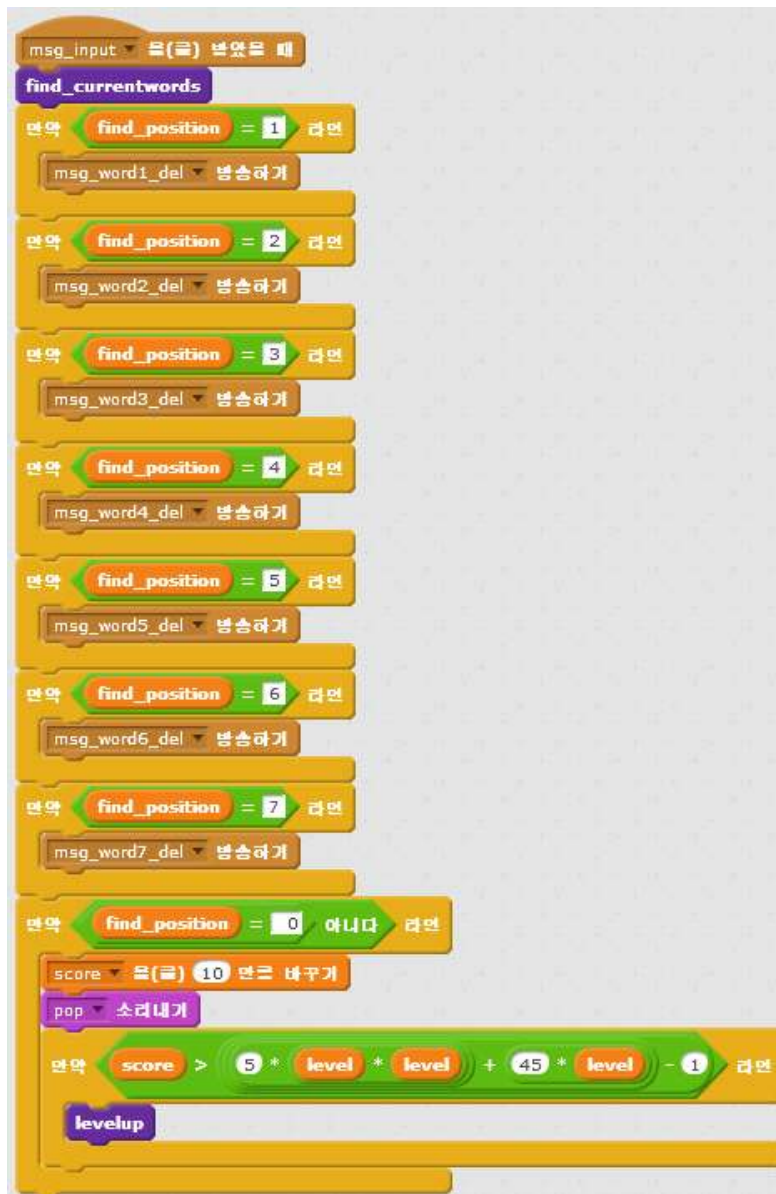 msg_input 을(를) 받았을 때
find_currentwords
만약 find_position = 1 라면
msg_word1_del 방송하기
만약 find_position = 2 라면
msg_word2_del 방송하기
만약 find_position = 3 라면
msg_word3_del 방송하기
만약 find_position = 4 라면
msg_word4_del 방송하기
만약 find_position = 5 라면
msg_word5_del 방송하기
만약 find_position = 6 라면
msg_word6_del 방송하기
만약 find_position = 7 라면
msg_word7_del 방송하기
만약 find_position = 0 아니다 라면
score 을(를) 10 만큼 바꾸기
pop 소리내기
만약 score > 5 * level * level + 45 * level - 1 라면
levelup